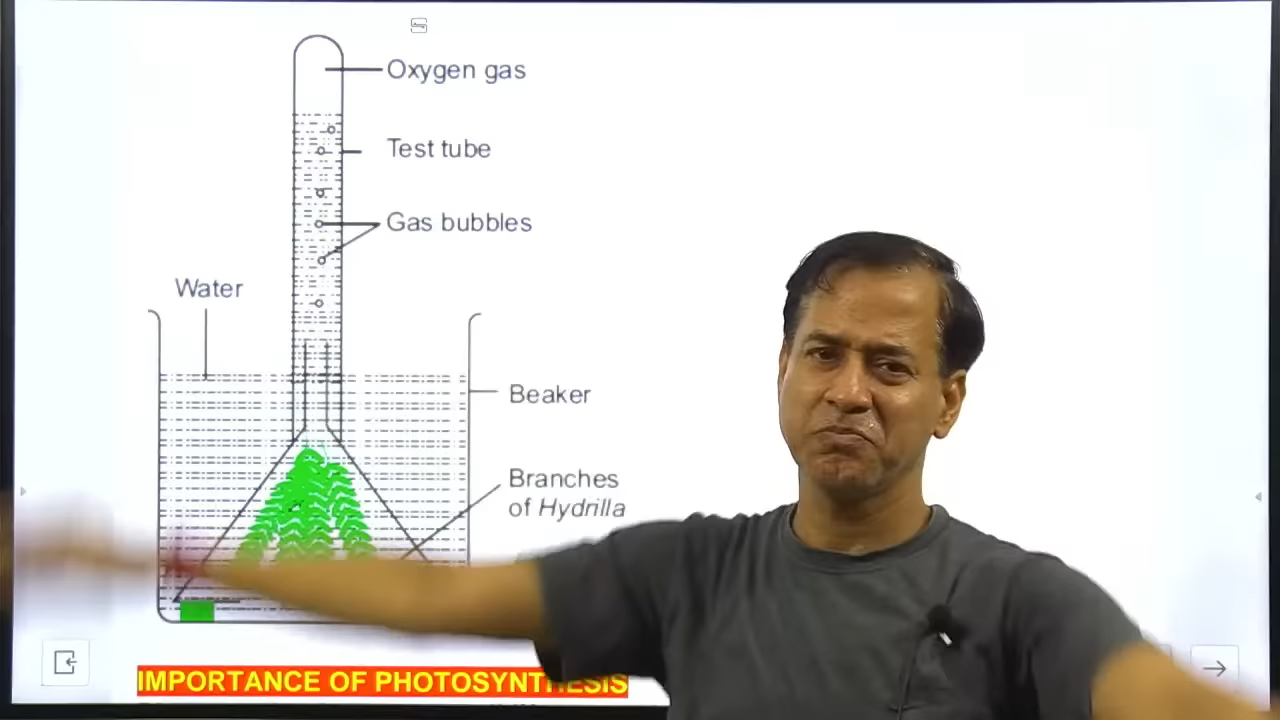 Oxygen gas
Test tube
Gas bubbles
Water
Beaker
Branches
of Hydrilla
IMPORTANCE OF PHOTOSYNTHESIS